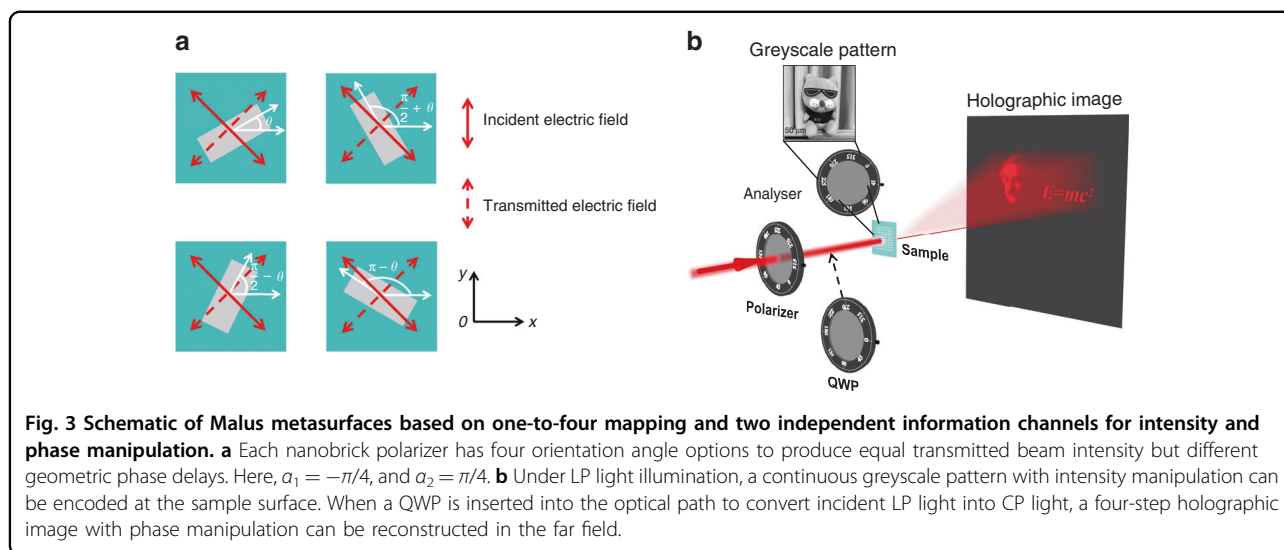 a
θ
π/2 + θ
π/2 − θ
π−θ
Incident electric field
Transmitted electric field
y
0
x
b
Greyscale pattern
50 μm
Holographic image
Analyser
E=mc²
Sample
Polarizer
QWP
Fig. 3 Schematic of Malus metasurfaces based on one-to-four mapping and two independent information channels for intensity and
phase manipulation. a Each nanobrick polarizer has four orientation angle options to produce equal transmitted beam intensity but different
geometric phase delays. Here, α₁ = −π/4, and α₂ = π/4. b Under LP light illumination, a continuous greyscale pattern with intensity manipulation can
be encoded at the sample surface. When a QWP is inserted into the optical path to convert incident LP light into CP light, a four-step holographic
image with phase manipulation can be reconstructed in the far field.